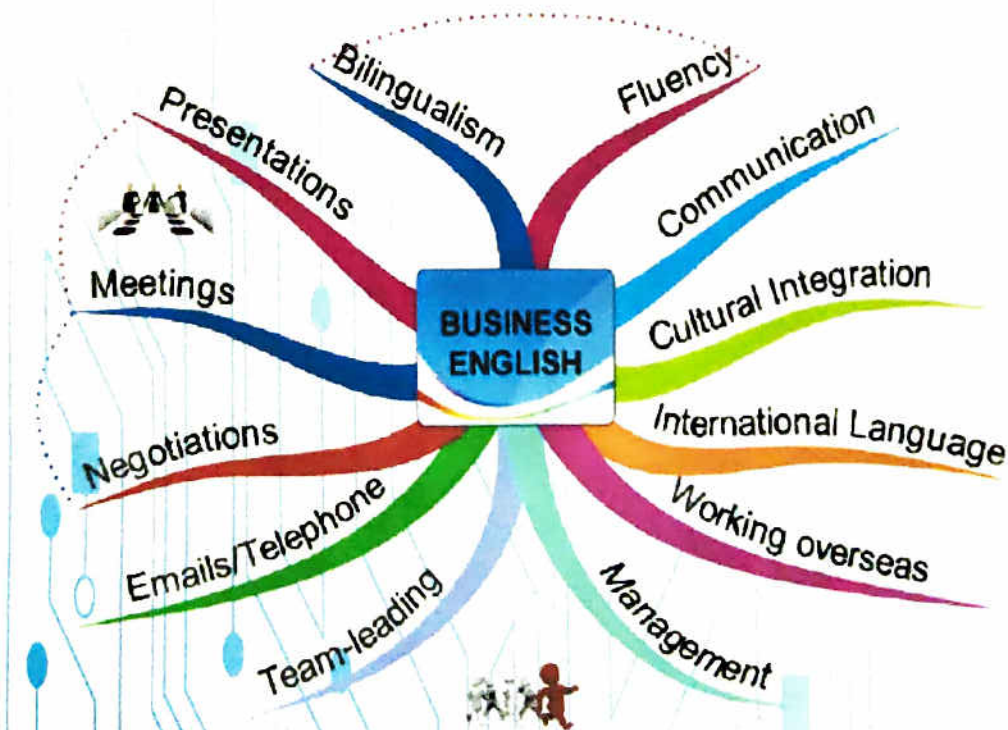 Bilingualism
Fluency
Presentations
Communication
Meetings
Cultural Integration
BUSINESS
ENGLISH
Negotiations
International Language
Emails/Telephone
Working overseas
Team-leading
Management